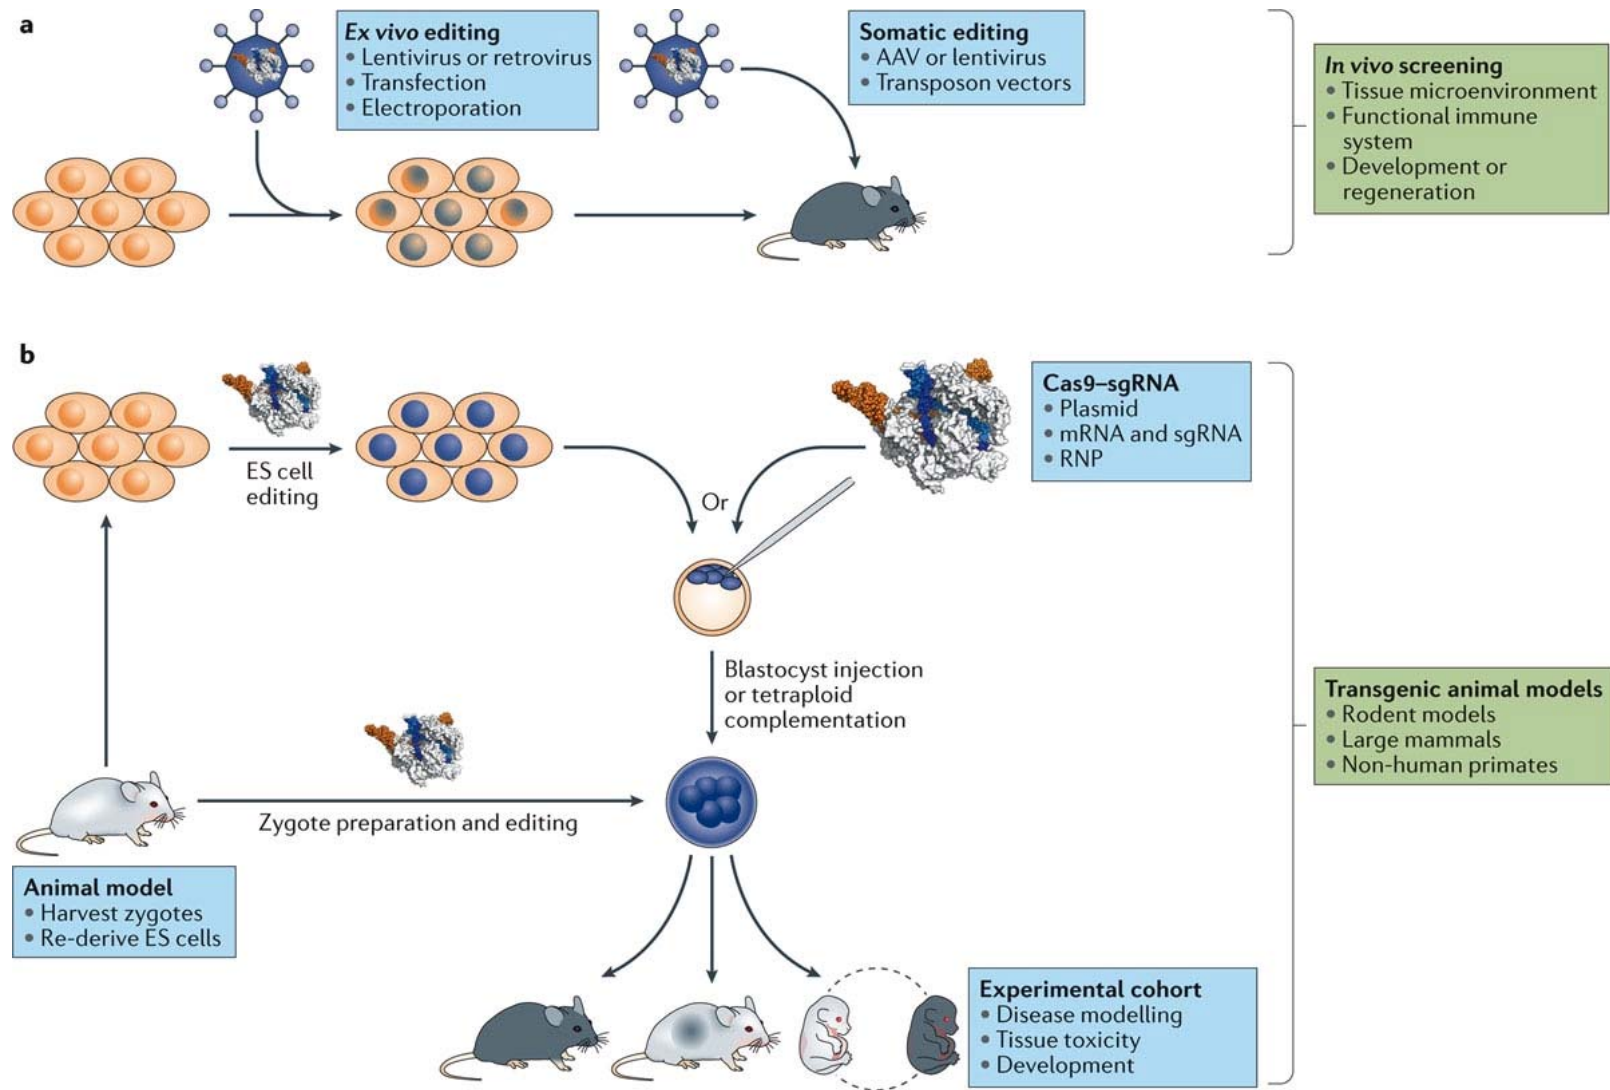 a
Ex vivo editing
• Lentivirus or retrovirus
• Transfection
• Electroporation
Somatic editing
• AAV or lentivirus
• Transposon vectors
In vivo screening
• Tissue microenvironment
• Functional immune
system
• Development or
regeneration
b
ES cell
editing
Or
Cas9–sgRNA
• Plasmid
• mRNA and sgRNA
• RNP
Blastocyst injection
or tetraploid
complementation
Zygote preparation and editing
Animal model
• Harvest zygotes
• Re-derive ES cells
Transgenic animal models
• Rodent models
• Large mammals
• Non-human primates
Experimental cohort
• Disease modelling
• Tissue toxicity
• Development